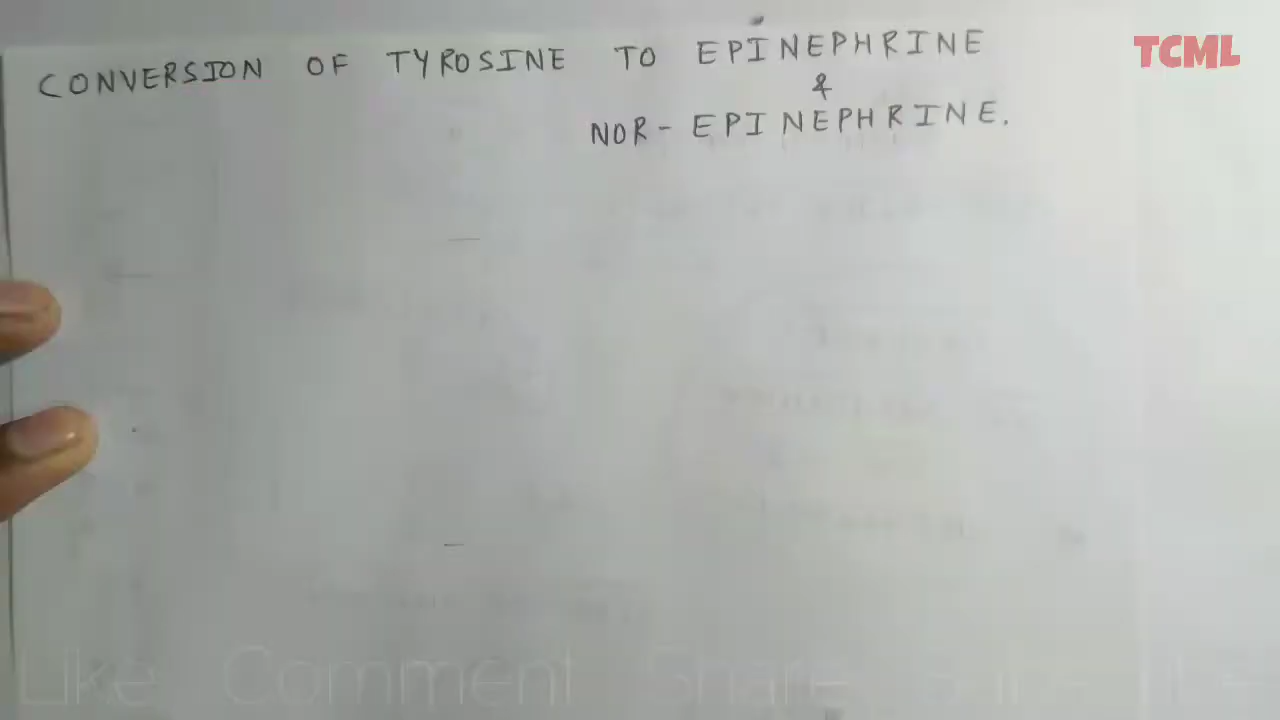 CONVERSION OF TYROSINE TO EPINEPHRINE
&
NOR-EPINEPHRINE.
TCML
Like Comment Share